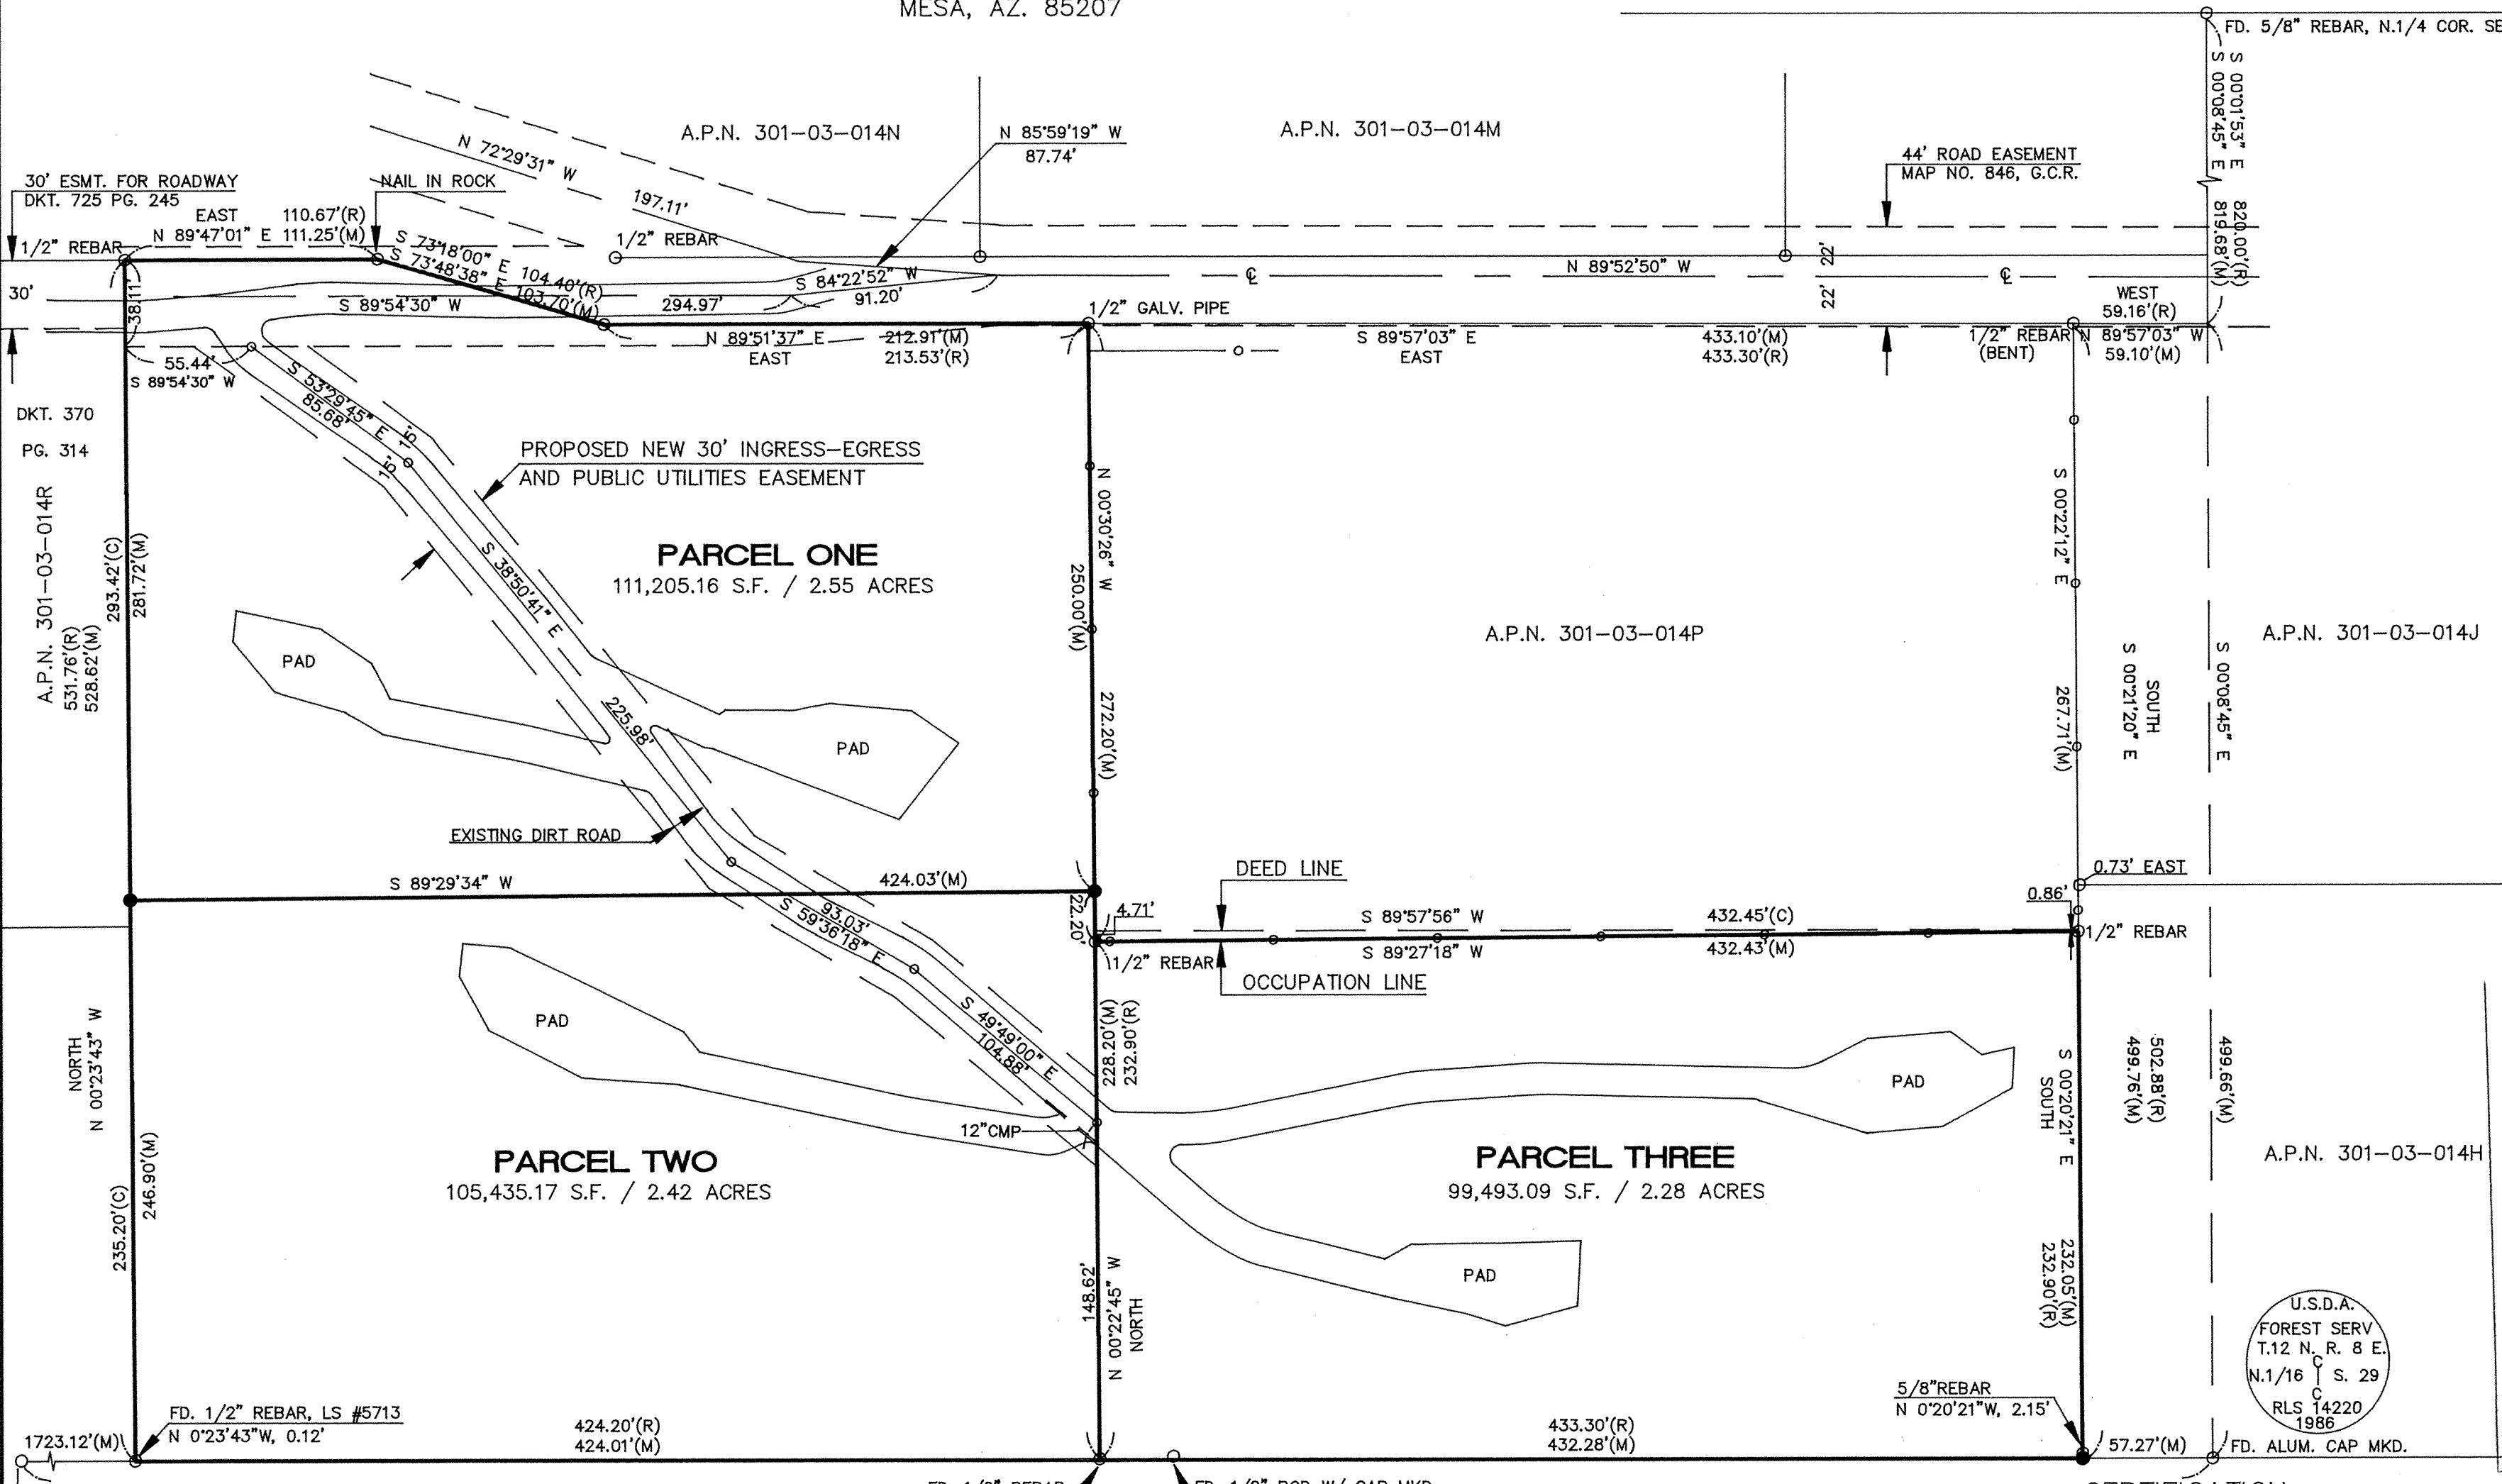 MESA, AZ. 85207
FD. 5/8" REBAR, N.1/4 COR. SE
S 00°01'53" E 820.00'(R)
S 00°08'45" E 819.68'(M)
A.P.N. 301-03-014N
N 85°59'19" W
87.74'
A.P.N. 301-03-014M
44' ROAD EASEMENT
MAP NO. 846, G.C.R.
N 72°29'31" W
197.11'
30' ESMT. FOR ROADWAY
DKT. 725 PG. 245
NAIL IN ROCK
EAST 110.67'(R)
N 89°47'01" E 111.25'(M)
1/2" REBAR
S 73°18'00" E 104.40'(R)
S 73°48'38" E 103.70'(M)
1/2" REBAR
S 84°22'52" W
91.20'
N 89°52'50" W
22'
22'
30'
38.11'
S 89°54'30" W
294.97'
1/2" GALV. PIPE
WEST
59.16'(R)
N 89°57'03" W
59.10'(M)
1/2" REBAR
(BENT)
N 89°51'37" E 212.91'(M)
EAST 213.53'(R)
S 89°57'03" E 433.10'(M)
EAST 433.30'(R)
55.44'
S 89°54'30" W
DKT. 370
PG. 314
S 53°29'45" E
85.68'
15'
15'
PROPOSED NEW 30' INGRESS-EGRESS
AND PUBLIC UTILITIES EASEMENT
A.P.N. 301-03-014R
531.76'(R)
528.62'(M)
293.42'(C)
281.72'(M)
S 38°50'41" E
225.98'
PARCEL ONE
111,205.16 S.F. / 2.55 ACRES
N 00°30'26" W
250.00'(M)
272.20'(M)
S 00°22'12" E
267.71'(M)
A.P.N. 301-03-014P
SOUTH
S 00°21'20" E
S 00°08'45" E
A.P.N. 301-03-014J
PAD
PAD
EXISTING DIRT ROAD
S 89°29'34" W
424.03'(M)
93.03'
S 59°36'18" E
22.20'
4.71'
DEED LINE
S 89°57'56" W 432.45'(C)
S 89°27'18" W 432.43'(M)
0.73' EAST
0.86'
1/2" REBAR
1/2" REBAR
OCCUPATION LINE
PAD
S 49°49'00" E
104.88'
228.20'(M)
232.90'(R)
NORTH
N 00°23'43" W
246.90'(M)
235.20'(C)
12"CMP
PARCEL TWO
105,435.17 S.F. / 2.42 ACRES
PAD
PARCEL THREE
99,493.09 S.F. / 2.28 ACRES
PAD
S 00°20'21" E
SOUTH
232.05'(M)
232.90'(R)
502.88'(R)
499.76'(M)
499.66'(M)
A.P.N. 301-03-014H
148.62'
N 00°22'45" W
NORTH
U.S.D.A.
FOREST SERV
T.12 N. R. 8 E.
C
N.1/16 S. 29
C
RLS 14220
1986
5/8"REBAR
N 0°20'21"W, 2.15'
FD. 1/2" REBAR, LS #5713
N 0°23'43"W, 0.12'
1723.12'(M)
424.20'(R)
424.01'(M)
433.30'(R)
432.28'(M)
57.27'(M)
FD. ALUM. CAP MKD.
FD. 1/2" REBAR
FD. 1/2" ROD W/ CAP MKD
CERTIFICATION